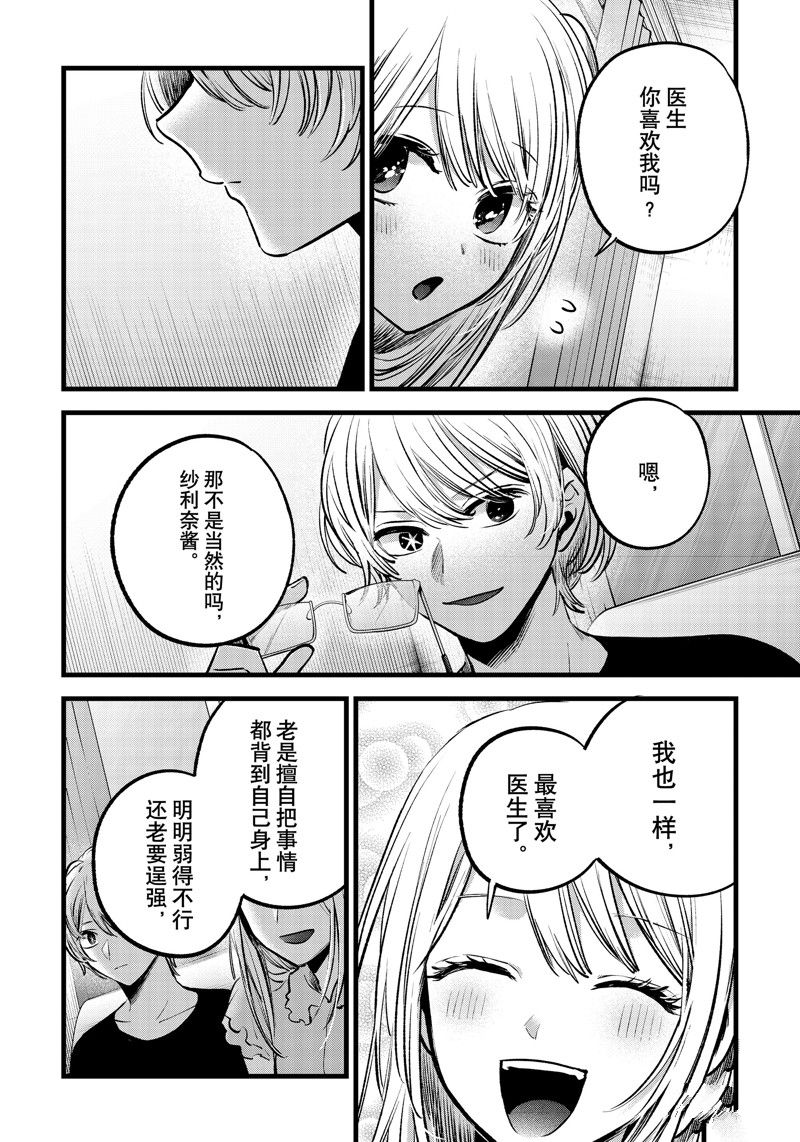 医生
你喜欢我吗？
嗯，
那不是当然的吗，
纱利奈酱。
我也一样，
最喜欢
医生了。
老是擅自把事情
都背到自己身上，
明明弱得不行
还老要逞强，